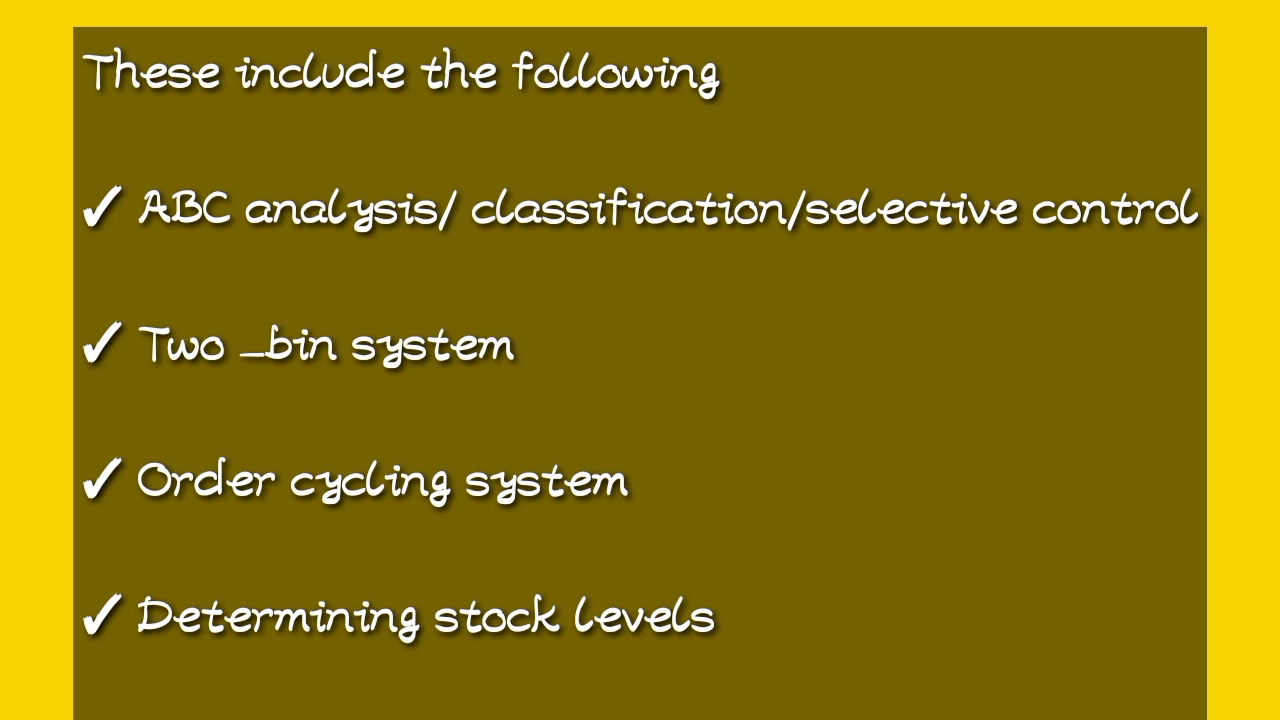 These include the following
✓ ABC analysis/ classification/selective control
✓ Two _bin system
✓ Order cycling system
✓ Determining stock levels